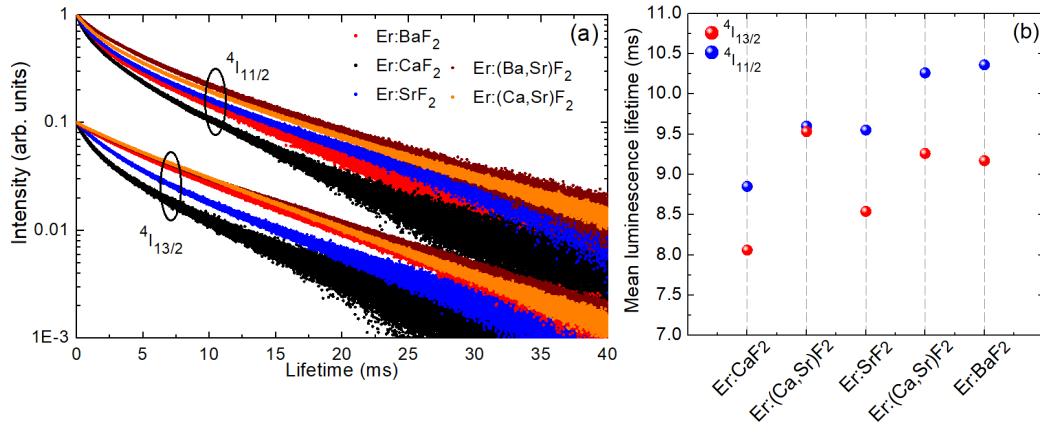 (a)
Er:BaF₂
Er:CaF₂ Er:(Ba,Sr)F₂
Er:SrF₂ Er:(Ca,Sr)F₂
⁴I₁₁/₂
⁴I₁₃/₂
Intensity (arb. units)
1
0.1
0.01
1E-3
0 5 10 15 20 25 30 35 40
Lifetime (ms)
(b)
⁴I₁₃/₂
⁴I₁₁/₂
Mean luminescence lifetime (ms)
11.0
10.5
10.0
9.5
9.0
8.5
8.0
7.5
7.0
Er:CaF2
Er:(Ca,Sr)F2
Er:SrF2
Er:(Ca,Sr)F2
Er:BaF2